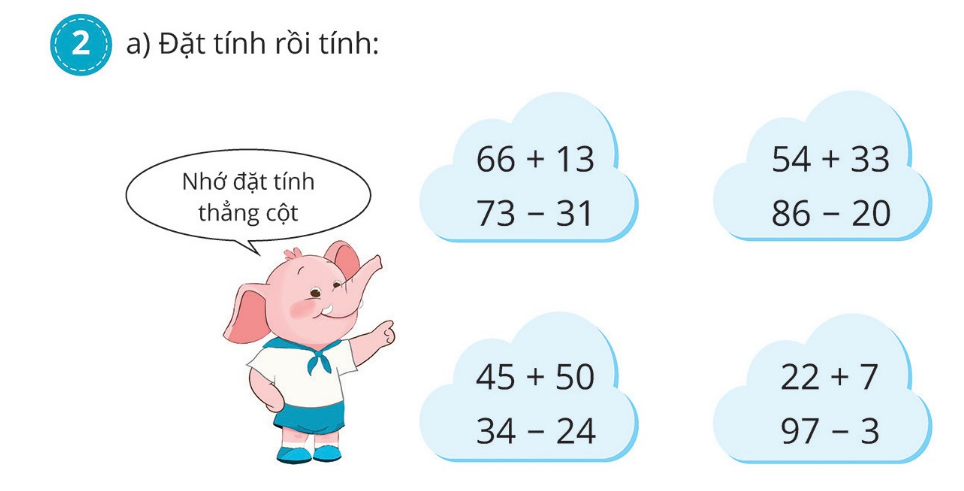 2 a) Đặt tính rồi tính:
Nhớ đặt tính
thẳng cột
66 + 13
73 – 31
54 + 33
86 – 20
45 + 50
34 – 24
22 + 7
97 – 3